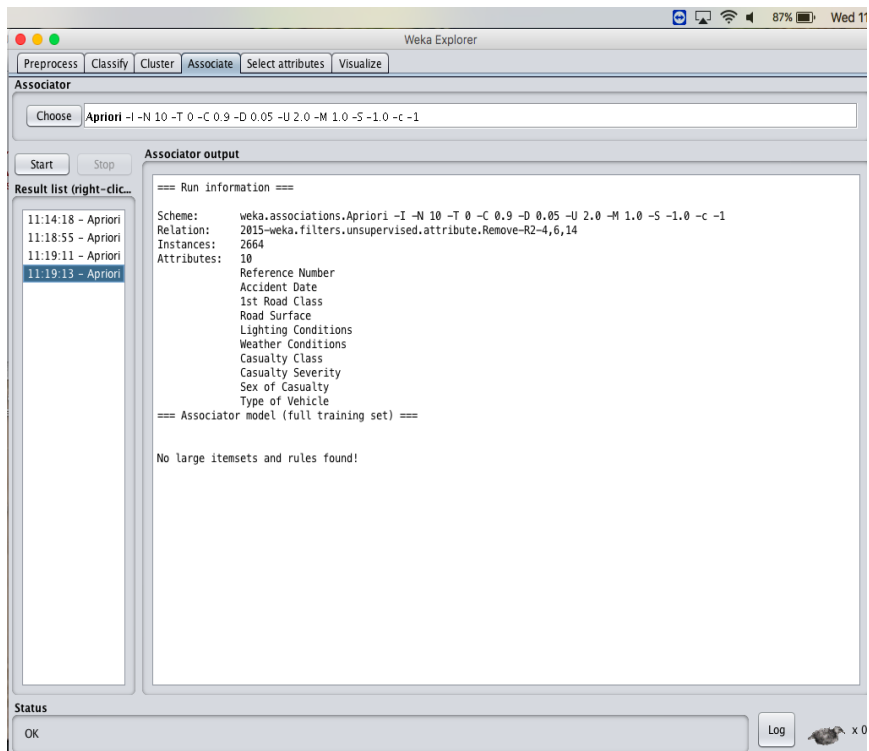 87% Wed 11
Weka Explorer
Preprocess Classify Cluster Associate Select attributes Visualize
Associator
Choose Apriori -I -N 10 -T 0 -C 0.9 -D 0.05 -U 2.0 -M 1.0 -S -1.0 -c -1
Start Stop
Associator output
Result list (right-clic...
11:14:18 - Apriori
11:18:55 - Apriori
11:19:11 - Apriori
11:19:13 - Apriori
=== Run information ===
Scheme: weka.associations.Apriori -I -N 10 -T 0 -C 0.9 -D 0.05 -U 2.0 -M 1.0 -S -1.0 -c -1
Relation: 2015-weka.filters.unsupervised.attribute.Remove-R2-4,6,14
Instances: 2664
Attributes: 10
Reference Number
Accident Date
1st Road Class
Road Surface
Lighting Conditions
Weather Conditions
Casualty Class
Casualty Severity
Sex of Casualty
Type of Vehicle
=== Associator model (full training set) ===
No large itemsets and rules found!
Status
OK
Log
x 0